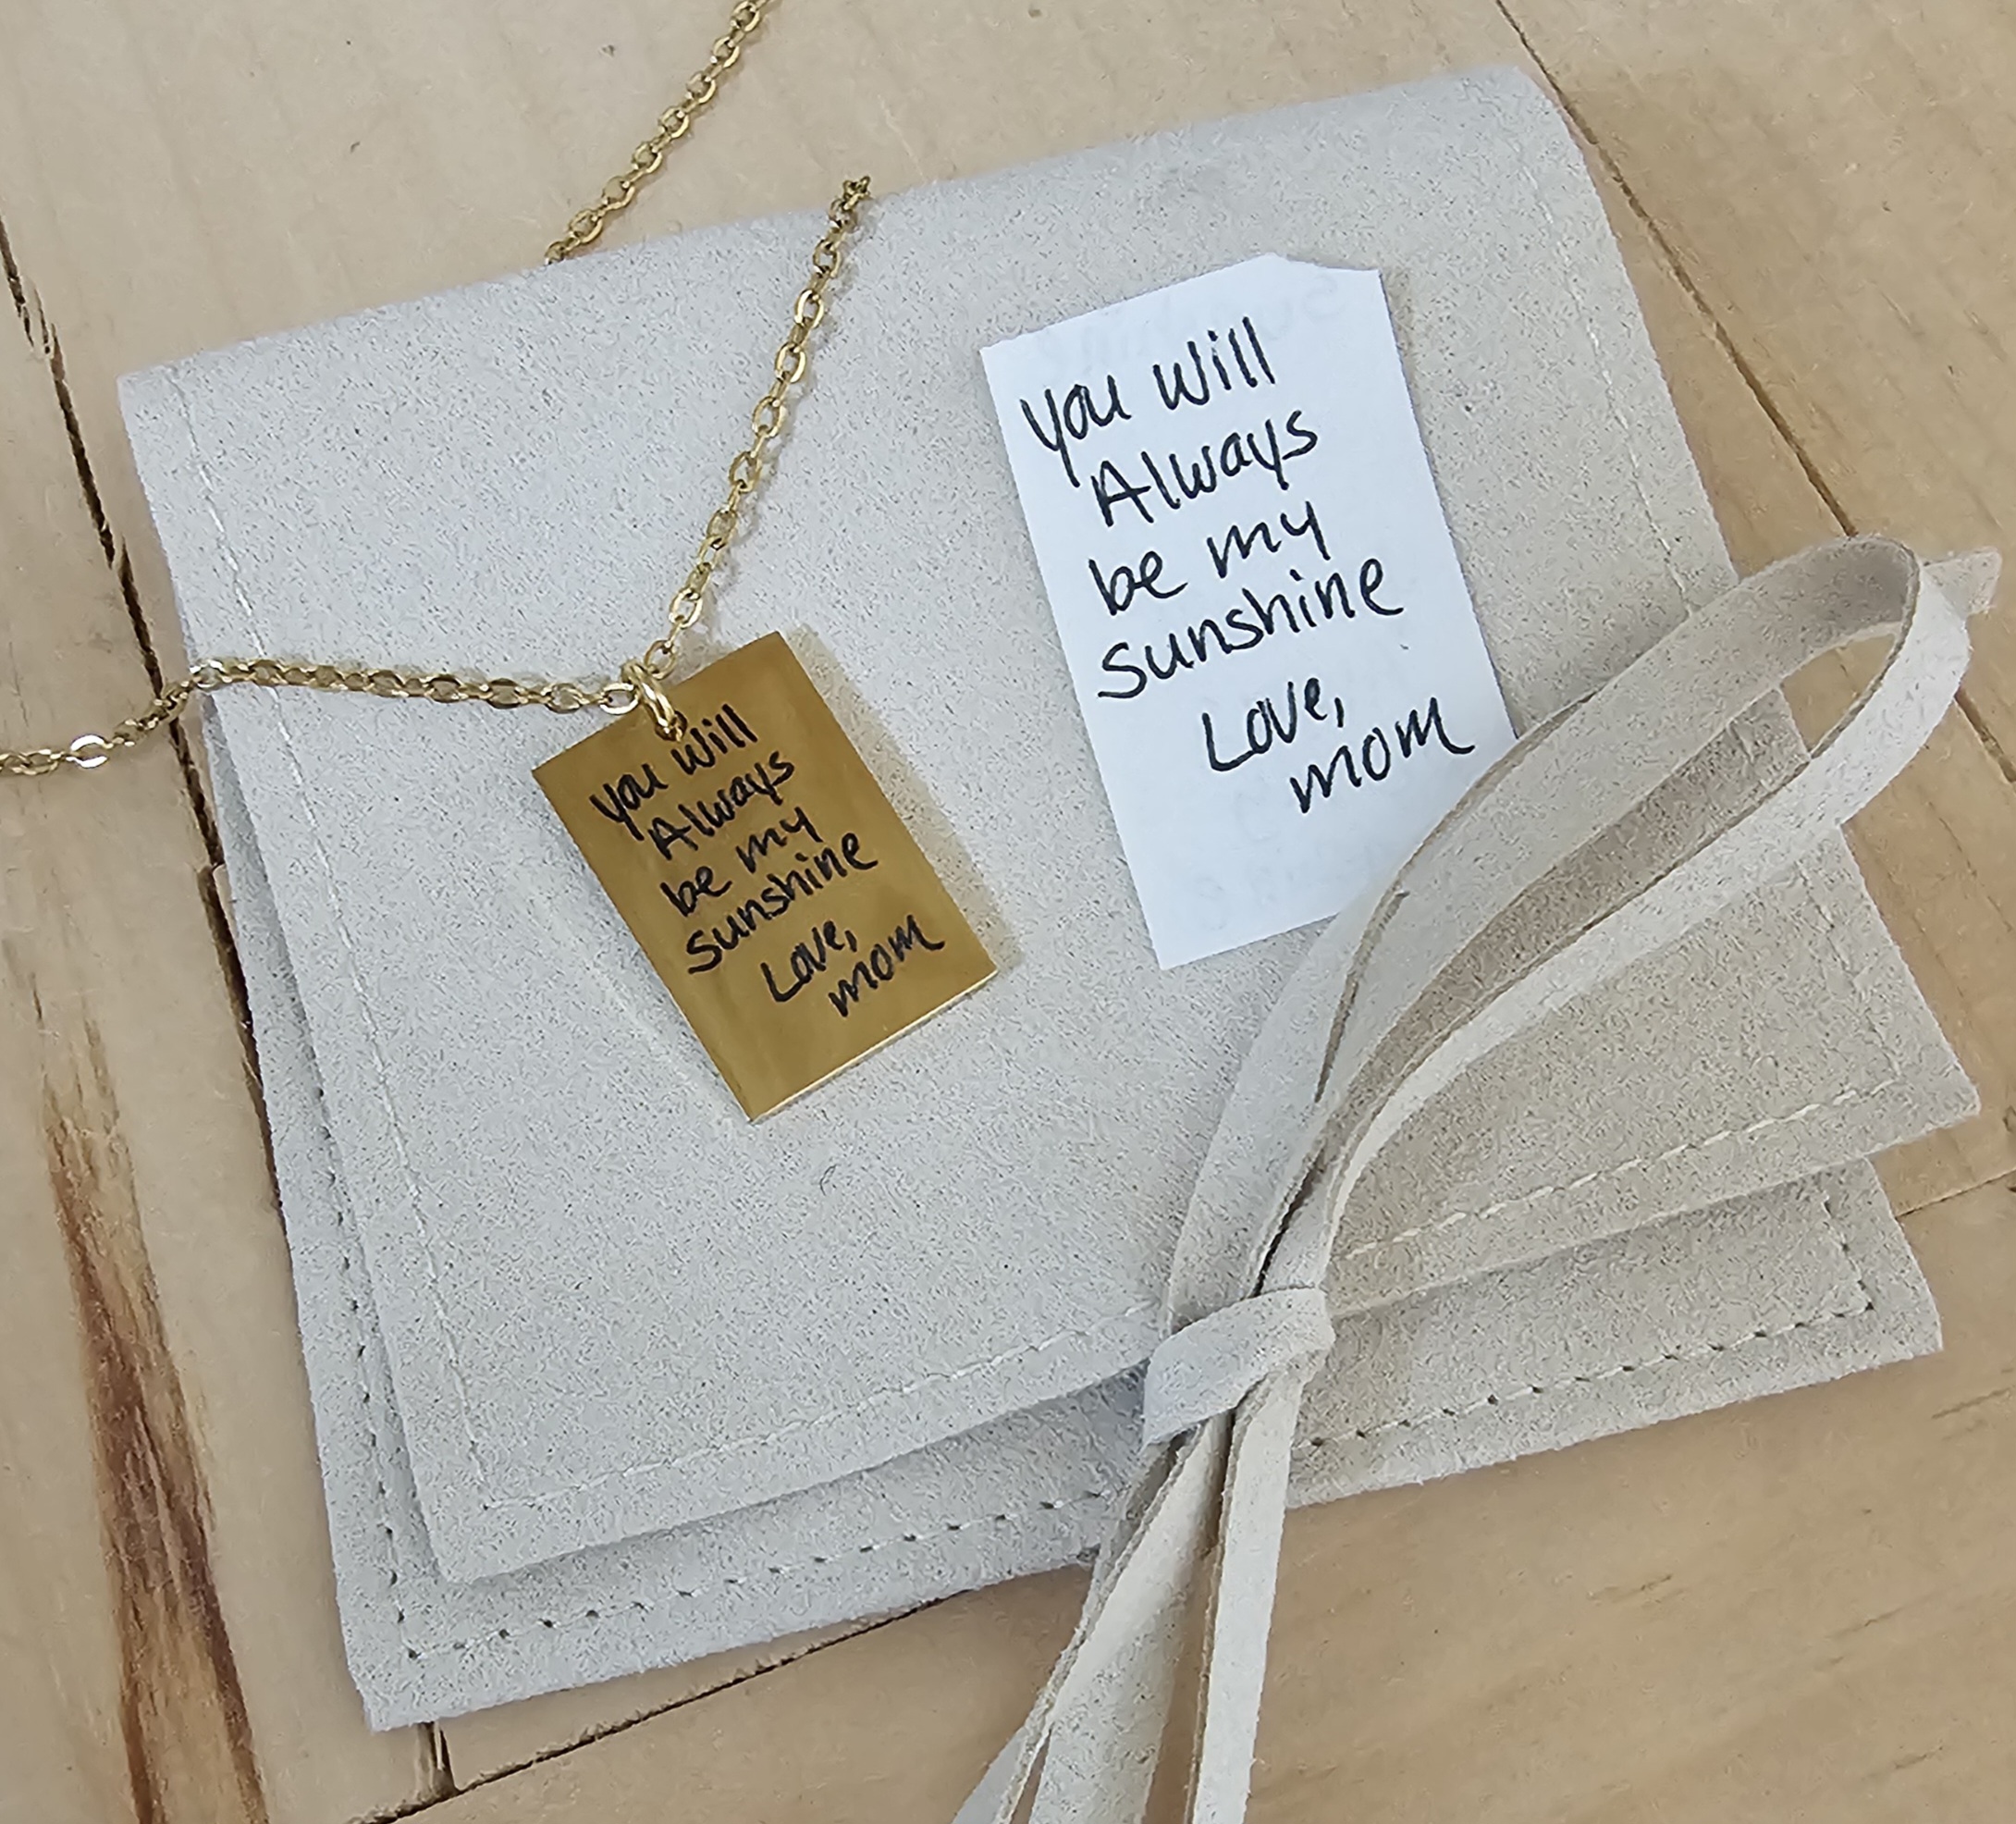 you will
Always
be my
sunshine
Love,
mom
you will
Always
be my
sunshine
Love,
mom